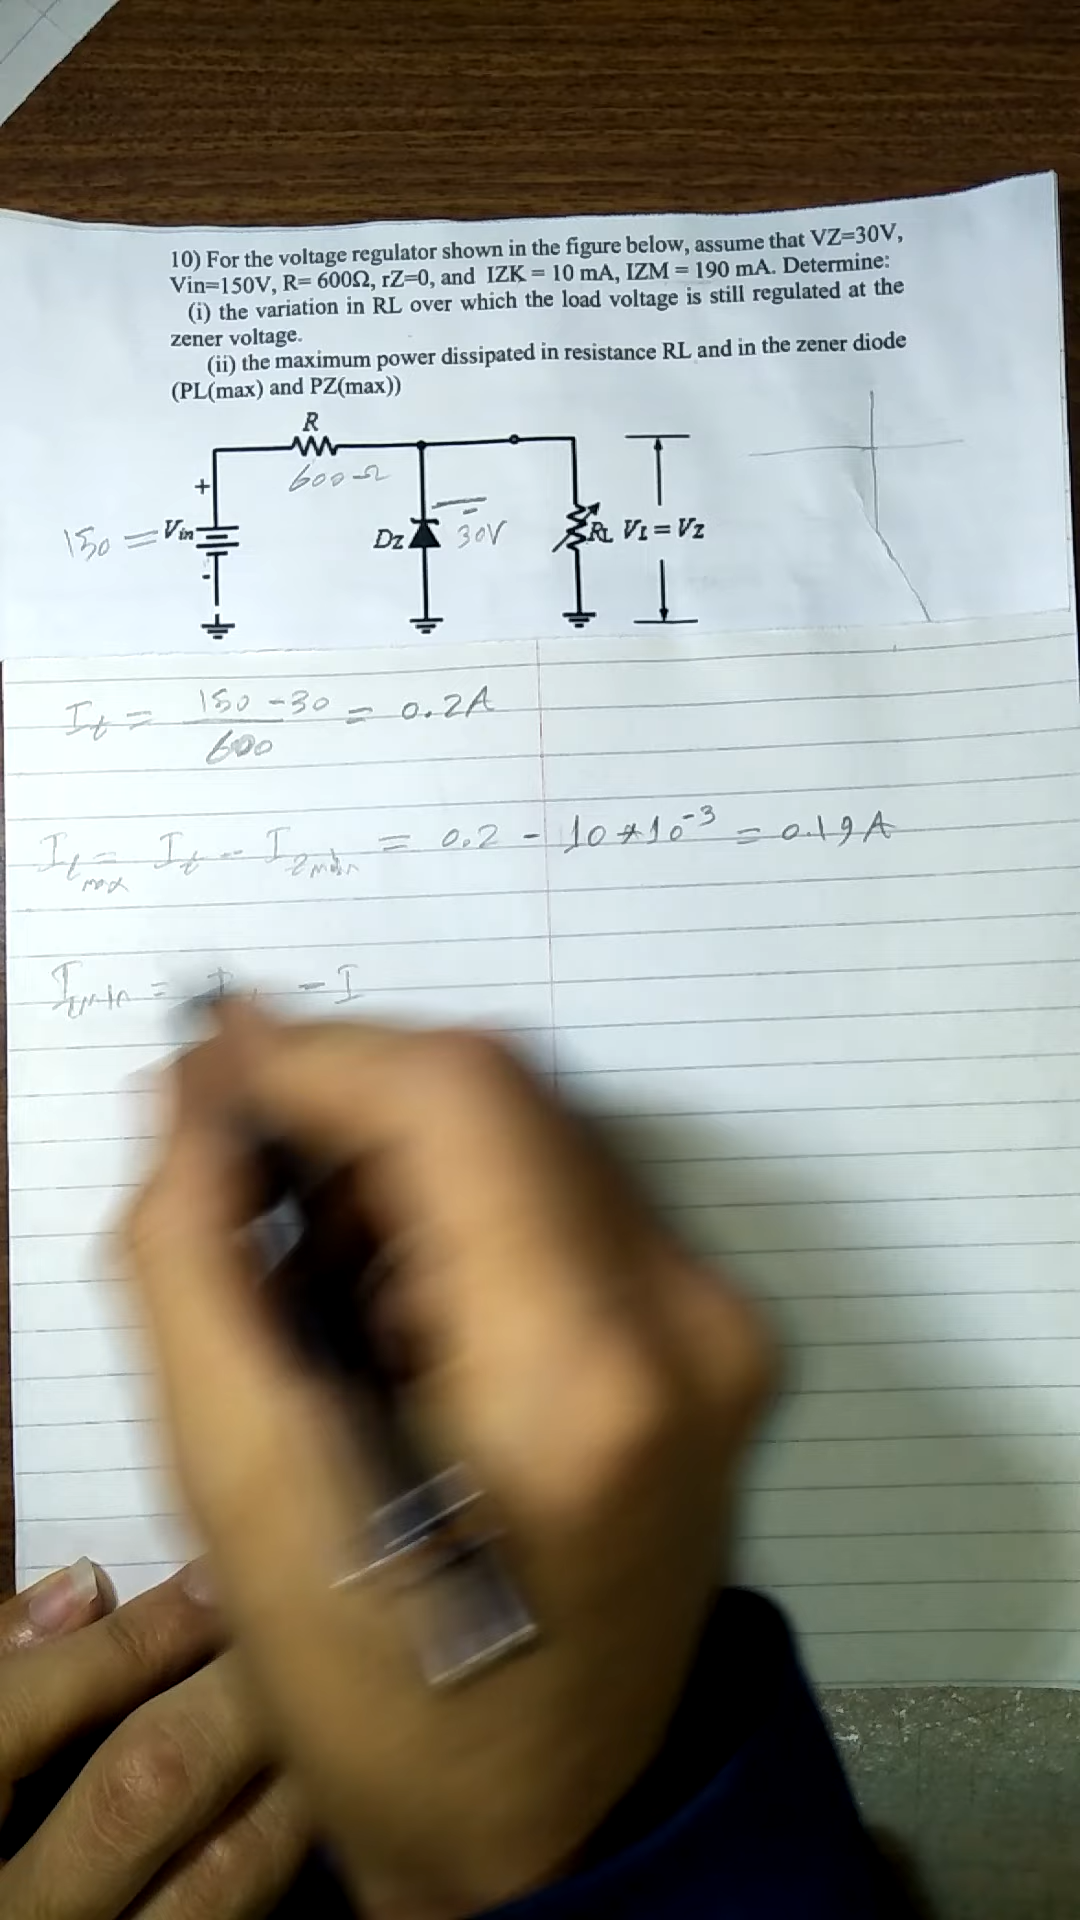 10) For the voltage regulator shown in the figure below, assume that VZ=30V,
Vin=150V, R= 600Ω, rZ=0, and IZK = 10 mA, IZM = 190 mA. Determine:
(i) the variation in RL over which the load voltage is still regulated at the
zener voltage.
(ii) the maximum power dissipated in resistance RL and in the zener diode
(PL(max) and PZ(max))
R
600Ω
+
150 = Vin
-
DZ
30V
RL
VL = VZ
It = 150 - 30 / 600 = 0.2A
IL max = It - IZmin = 0.2 - 10 * 10^-3 = 0.19A
ILmin = - I